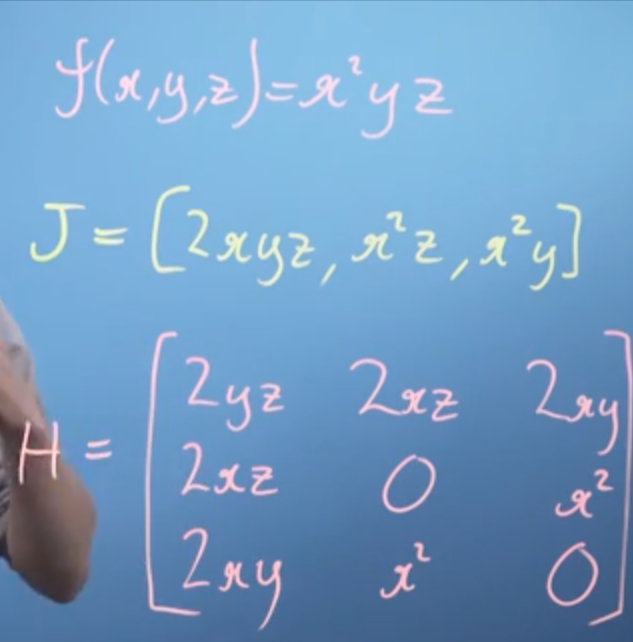 f(x,y,z)=x²yz
J = [2xyz, x²z, x²y]
H = [2yz 2xz 2xy
2xz 0 x²
2xy x² 0]